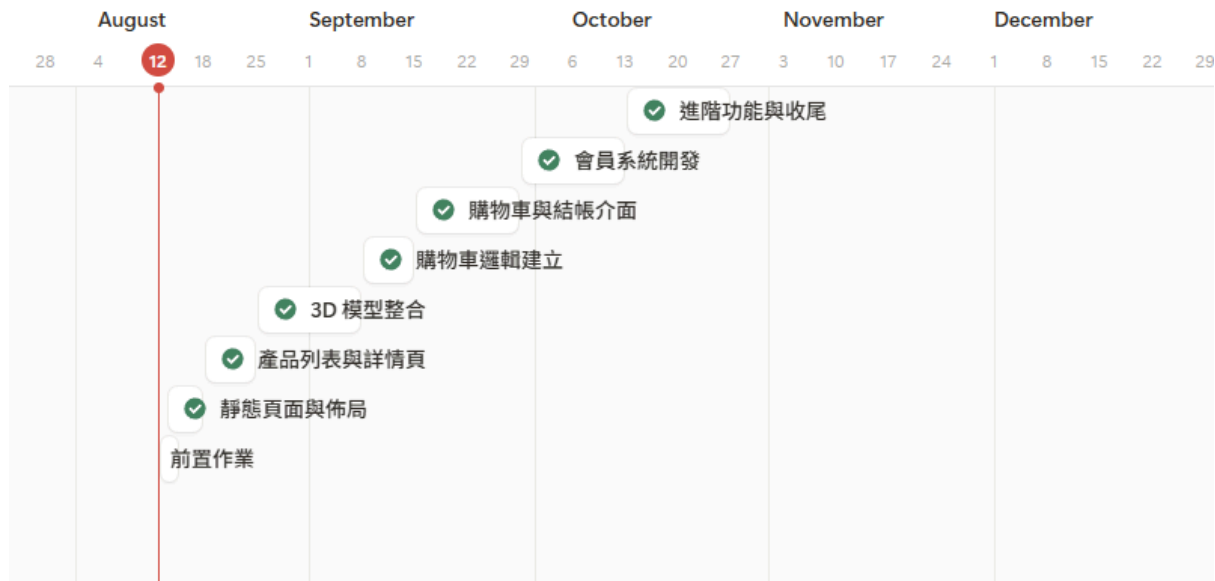 August September October November December
28 4 12 18 25 1 8 15 22 29 6 13 20 27 3 10 17 24 1 8 15 22 29
進階功能與收尾
會員系統開發
購物車與結帳介面
購物車邏輯建立
3D 模型整合
產品列表與詳情頁
靜態頁面與佈局
前置作業